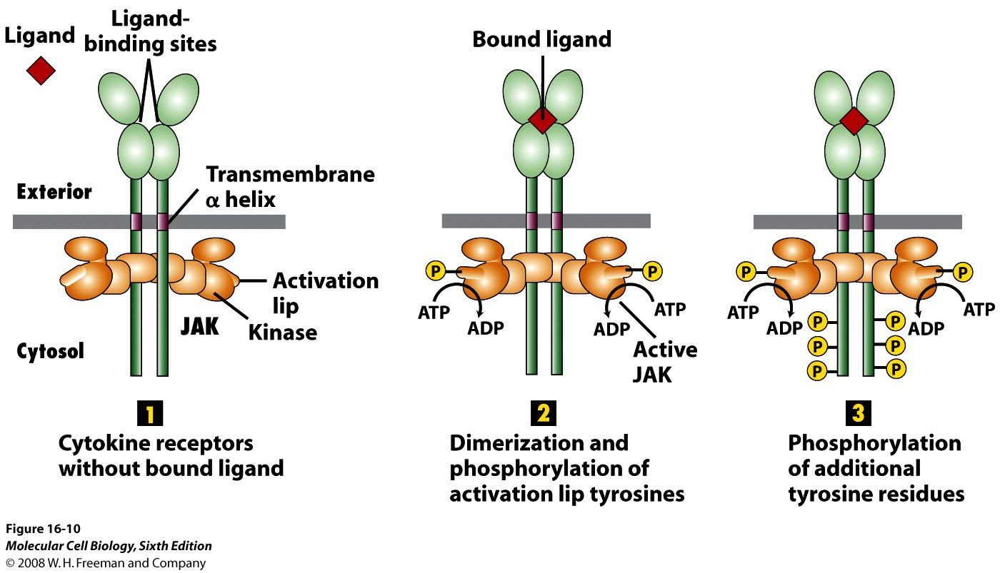 Ligand
Ligand-
binding sites
Exterior
Transmembrane
α helix
Activation
lip
Kinase
JAK
Cytosol
1
Cytokine receptors
without bound ligand
Bound ligand
P
P
ATP
ADP
ADP
ATP
Active
JAK
2
Dimerization and
phosphorylation of
activation lip tyrosines
P
P
ATP
ADP
ADP
ATP
P
P
P
P
P
P
3
Phosphorylation
of additional
tyrosine residues
Figure 16-10
Molecular Cell Biology, Sixth Edition
© 2008 W. H. Freeman and Company